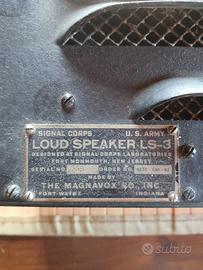 SIGNAL CORPS U. S. ARMY
LOUD SPEAKER LS-3
DESIGNED AT SIGNAL CORPS LABORATORIES
FORT MONMOUTH, NEW JERSEY
SERIAL NO. ORDER NO.
MADE BY
THE MAGNAVOX CO., INC.
FORT WAYNE INDIANA
subito